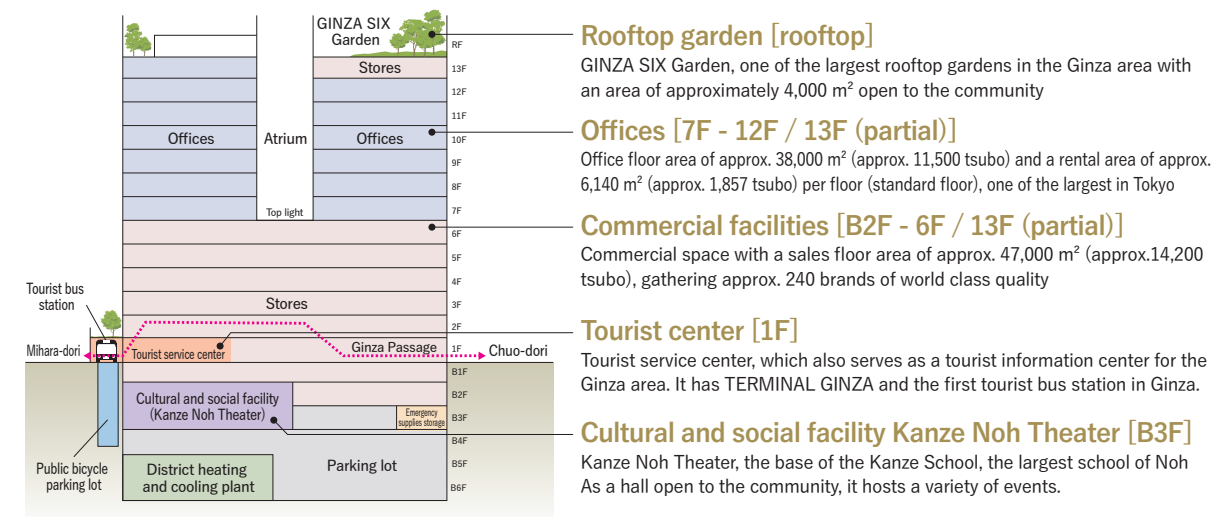 GINZA SIX
Garden
RF
Stores
13F
12F
11F
Offices
Atrium
Offices
10F
9F
8F
Top light
7F
6F
5F
4F
Stores
3F
2F
Tourist bus
station
Mihara-dori
Tourist service center
Ginza Passage
1F
Chuo-dori
B1F
Cultural and social facility
(Kanze Noh Theater)
B2F
Emergency
supplies storage
B3F
B4F
Public bicycle
parking lot
District heating
and cooling plant
Parking lot
B5F
B6F
Rooftop garden [rooftop]
GINZA SIX Garden, one of the largest rooftop gardens in the Ginza area with
an area of approximately 4,000 m² open to the community
Offices [7F - 12F / 13F (partial)]
Office floor area of approx. 38,000 m² (approx. 11,500 tsubo) and a rental area of approx.
6,140 m² (approx. 1,857 tsubo) per floor (standard floor), one of the largest in Tokyo
Commercial facilities [B2F - 6F / 13F (partial)]
Commercial space with a sales floor area of approx. 47,000 m² (approx.14,200
tsubo), gathering approx. 240 brands of world class quality
Tourist center [1F]
Tourist service center, which also serves as a tourist information center for the
Ginza area. It has TERMINAL GINZA and the first tourist bus station in Ginza.
Cultural and social facility Kanze Noh Theater [B3F]
Kanze Noh Theater, the base of the Kanze School, the largest school of Noh
As a hall open to the community, it hosts a variety of events.